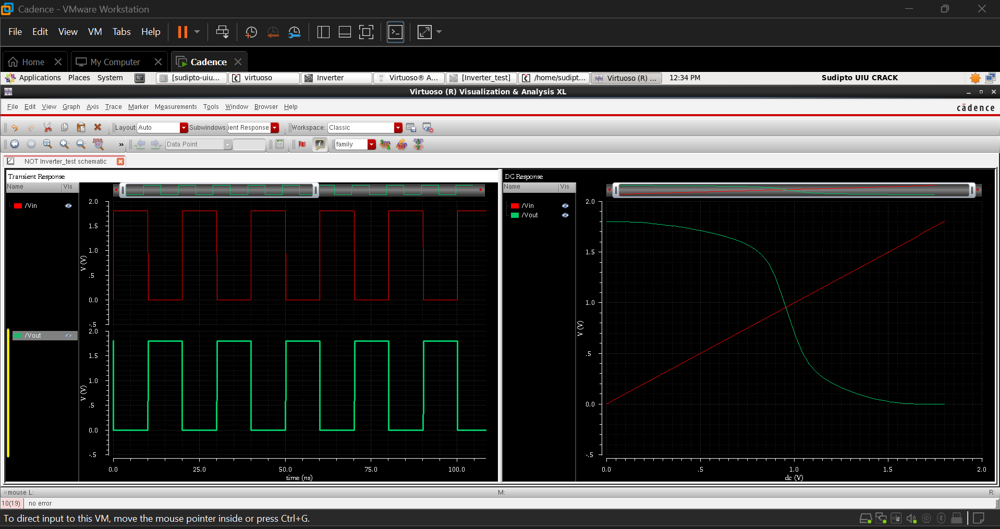 Cadence - VMware Workstation
File Edit View VM Tabs Help
Home My Computer Cadence
Applications Places System [sudipto-uiu... virtuoso Inverter Virtuoso® A... [Inverter_test] /home/sudipt... Virtuoso (R) ... 12:34 PM Sudipto UIU CRACK
Virtuoso (R) Visualization & Analysis XL
File Edit View Graph Axis Trace Marker Measurements Tools Window Browser Help cādence
Layout Auto Subwindows: ient Response Workspace: Classic
» Data Point family
NOT Inverter_test schematic
Transient Response
Name Vis
/Vin
2.0
1.5
1.0
.5
0.0
-.5
V (V)
/Vout
2.0
1.5
1.0
.5
0.0
-.5
V (V)
0.0 25.0 50.0 75.0 100.0
time (ns)
DC Response
Name Vis
/Vin
/Vout
2.0
1.5
1.0
.5
0.0
-.5
V (V)
0.0 .5 1.0 1.5 2.0
dc (V)
mouse L: M: R:
10(19) no error
To direct input to this VM, move the mouse pointer inside or press Ctrl+G.